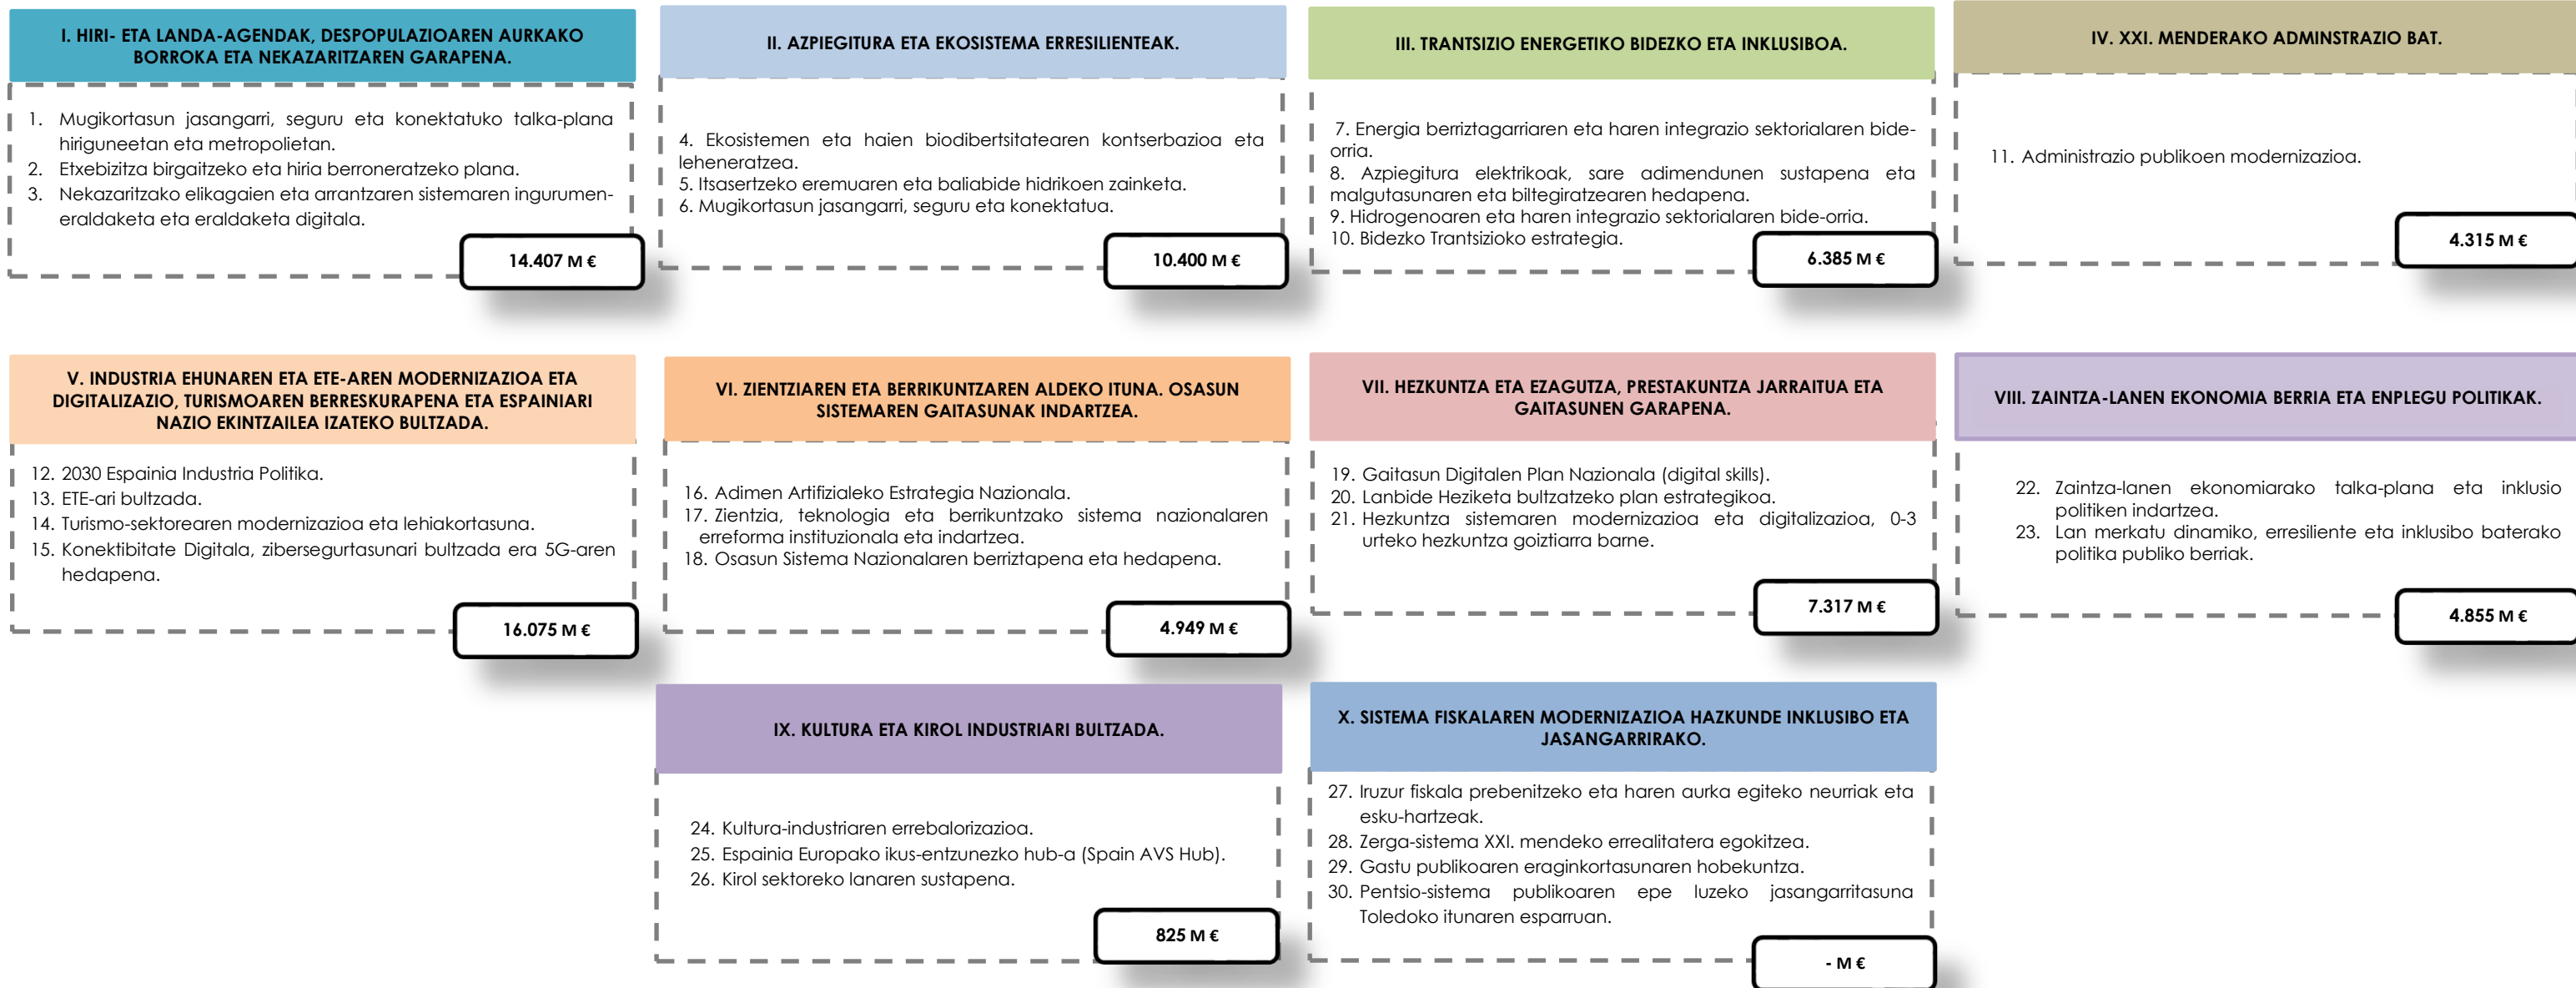 I. HIRI- ETA LANDA-AGENDAK, DESPOPULAZIOAREN AURKAKO
BORROKA ETA NEKAZARITZAREN GARAPENA.
1. Mugikortasun jasangarri, seguru eta konektatuko talka-plana
hiriguneetan eta metropolietan.
2. Etxebizitza birgaitzeko eta hiria berroneratzeko plana.
3. Nekazaritzako elikagaien eta arrantzaren sistemaren ingurumen-
eraldaketa eta eraldaketa digitala.
14.407 M €
II. AZPIEGITURA ETA EKOSISTEMA ERRESILIENTEAK.
4. Ekosistemen eta haien biodibertsitatearen kontserbazioa eta
leheneratzea.
5. Itsasertzeko eremuaren eta baliabide hidrikoen zainketa.
6. Mugikortasun jasangarri, seguru eta konektatua.
10.400 M €
III. TRANTSIZIO ENERGETIKO BIDEZKO ETA INKLUSIBOA.
7. Energia berriztagarriaren eta haren integrazio sektorialaren bide-
orria.
8. Azpiegitura elektrikoak, sare adimendunen sustapena eta
malgutasunaren eta biltegiratzearen hedapena.
9. Hidrogenoaren eta haren integrazio sektorialaren bide-orria.
10. Bidezko Trantsizioko estrategia.
6.385 M €
IV. XXI. MENDERAKO ADMINSTRAZIO BAT.
11. Administrazio publikoen modernizazioa.
4.315 M €
V. INDUSTRIA EHUNAREN ETA ETE-AREN MODERNIZAZIOA ETA
DIGITALIZAZIO, TURISMOAREN BERRESKURAPENA ETA ESPAINIARI
NAZIO EKINTZAILEA IZATEKO BULTZADA.
12. 2030 Espainia Industria Politika.
13. ETE-ari bultzada.
14. Turismo-sektorearen modernizazioa eta lehiakortasuna.
15. Konektibitate Digitala, zibersegurtasunari bultzada era 5G-aren
hedapena.
16.075 M €
VI. ZIENTZIAREN ETA BERRIKUNTZAREN ALDEKO ITUNA. OSASUN
SISTEMAREN GAITASUNAK INDARTZEA.
16. Adimen Artifizialeko Estrategia Nazionala.
17. Zientzia, teknologia eta berrikuntzako sistema nazionalaren
erreforma instituzionala eta indartzea.
18. Osasun Sistema Nazionalaren berriztapena eta hedapena.
4.949 M €
VII. HEZKUNTZA ETA EZAGUTZA, PRESTAKUNTZA JARRAITUA ETA
GAITASUNEN GARAPENA.
19. Gaitasun Digitalen Plan Nazionala (digital skills).
20. Lanbide Heziketa bultzatzeko plan estrategikoa.
21. Hezkuntza sistemaren modernizazioa eta digitalizazioa, 0-3
urteko hezkuntza goiztiarra barne.
7.317 M €
VIII. ZAINTZA-LANEN EKONOMIA BERRIA ETA ENPLEGU POLITIKAK.
22. Zaintza-lanen ekonomiarako talka-plana eta inklusio
politiken indartzea.
23. Lan merkatu dinamiko, erresiliente eta inklusibo baterako
politika publiko berriak.
4.855 M €
IX. KULTURA ETA KIROL INDUSTRIARI BULTZADA.
24. Kultura-industriaren errebalorizazioa.
25. Espainia Europako ikus-entzunezko hub-a (Spain AVS Hub).
26. Kirol sektoreko lanaren sustapena.
825 M €
X. SISTEMA FISKALAREN MODERNIZAZIOA HAZKUNDE INKLUSIBO ETA
JASANGARRIRAKO.
27. Iruzur fiskala prebenitzeko eta haren aurka egiteko neurriak eta
esku-hartzeak.
28. Zerga-sistema XXI. mendeko errealitatera egokitzea.
29. Gastu publikoaren eraginkortasunaren hobekuntza.
30. Pentsio-sistema publikoaren epe luzeko jasangarritasuna
Toledoko itunaren esparruan.
- M €